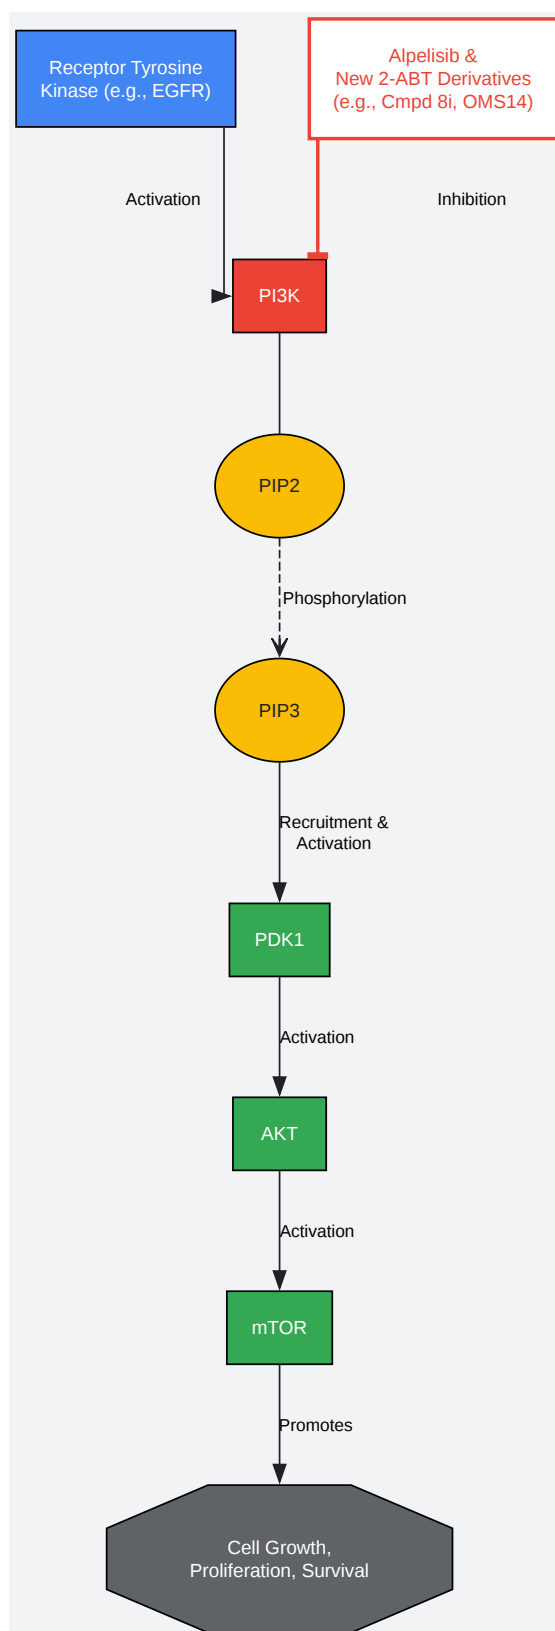 Receptor Tyrosine
Kinase (e.g., EGFR)
Alpelisib &
New 2-ABT Derivatives
(e.g., Cmpd 8i, OMS14)
Activation
Inhibition
PI3K
PIP2
Phosphorylation
PIP3
Recruitment &
Activation
PDK1
Activation
AKT
Activation
mTOR
Promotes
Cell Growth,
Proliferation, Survival